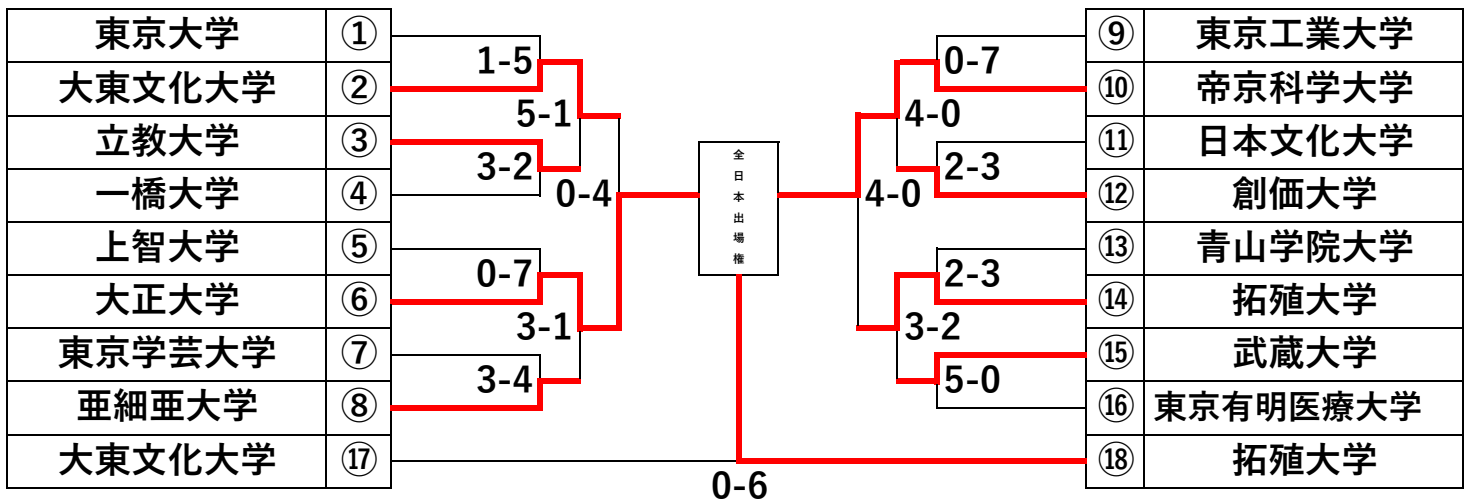 東京大学 ①
大東文化大学 ②
立教大学 ③
一橋大学 ④
上智大学 ⑤
大正大学 ⑥
東京学芸大学 ⑦
亜細亜大学 ⑧
大東文化大学 ⑰
1-5
5-1
3-2
0-4
0-7
3-1
3-4
全日本出場権
0-6
0-7
4-0
2-3
4-0
2-3
3-2
5-0
⑨ 東京工業大学
⑩ 帝京科学大学
⑪ 日本文化大学
⑫ 創価大学
⑬ 青山学院大学
⑭ 拓殖大学
⑮ 武蔵大学
⑯ 東京有明医療大学
⑱ 拓殖大学